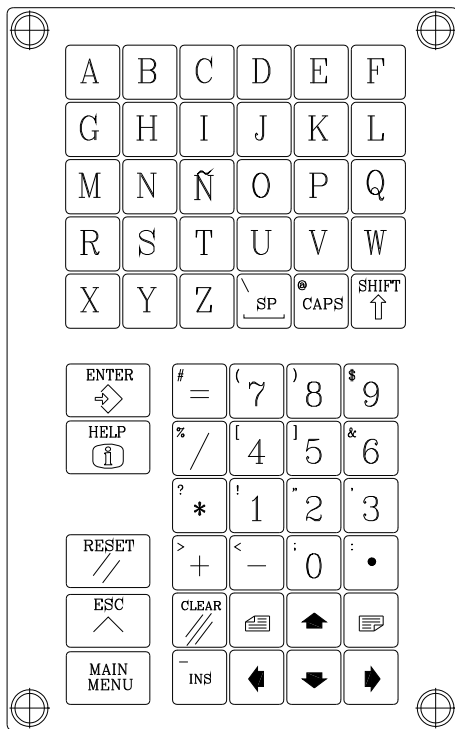 A B C D E F
G H I J K L
M N Ñ O P Q
R S T U V W
X Y Z \ SP @ CAPS SHIFT
ENTER # = ( 7 ) 8 $ 9
HELP i % / [ 4 ] 5 & 6
? * ! 1 " 2 ' 3
RESET > + < - ; 0 : •
ESC CLEAR
MAIN
MENU _ INS